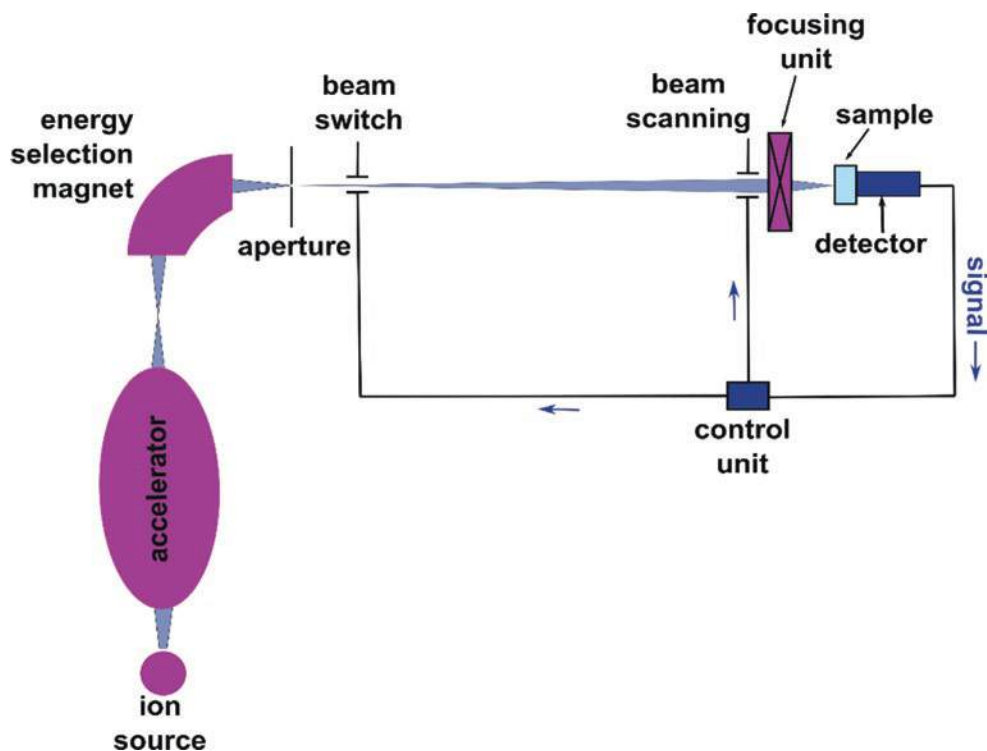 focusing
unit
beam
switch
beam
scanning
sample
energy
selection
magnet
aperture
detector
signal
control
unit
accelerator
ion
source